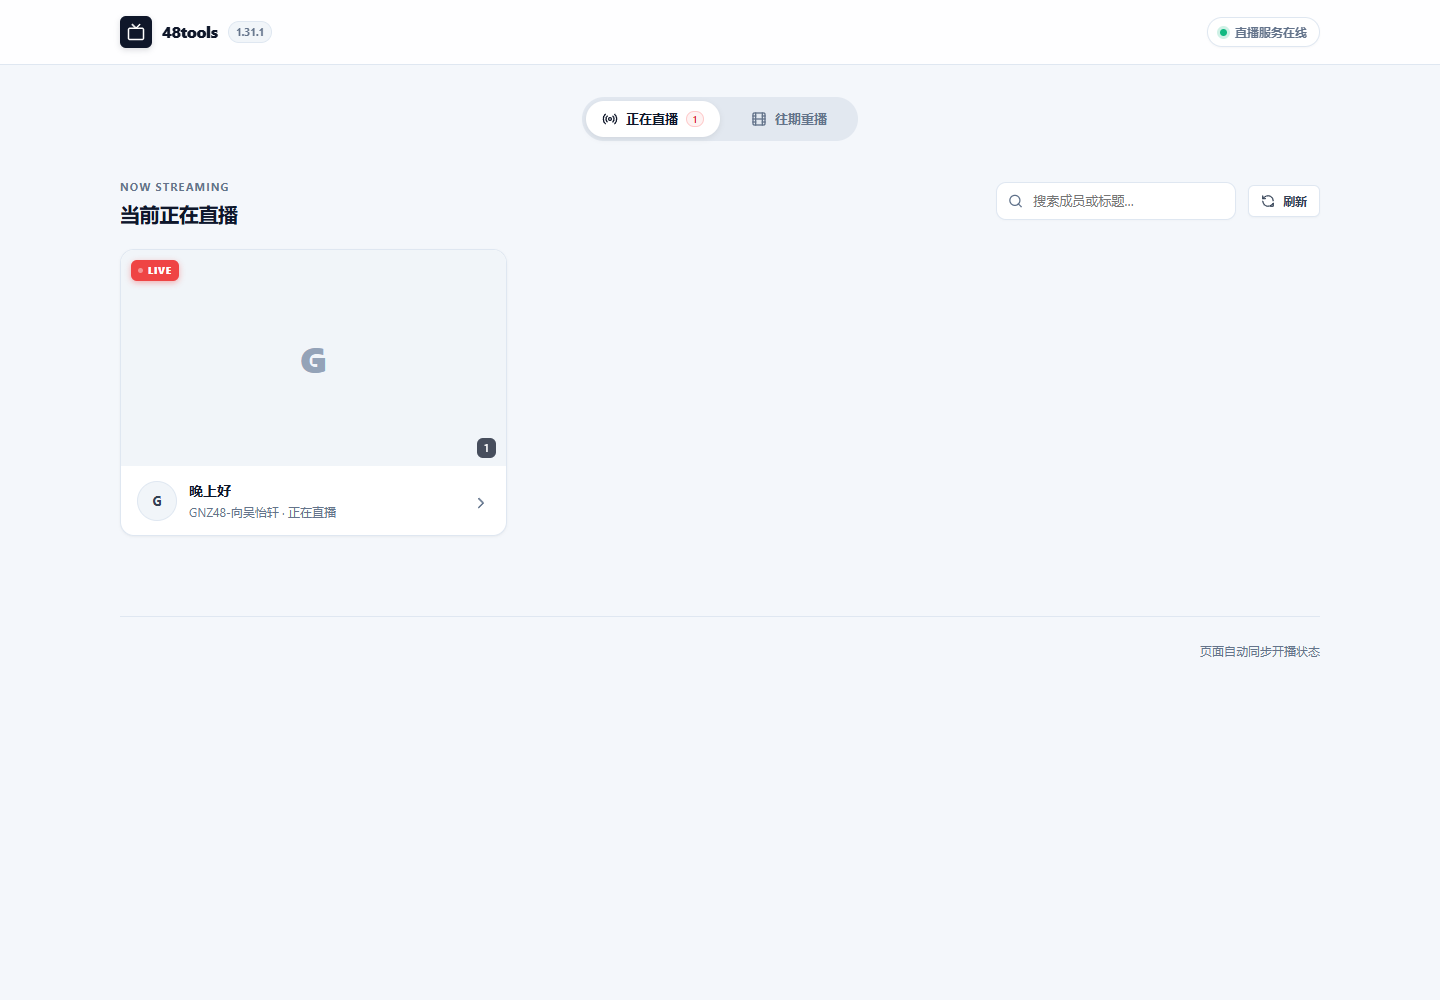 48tools
1.31.1
直播服务在线
正在直播
1
往期重播
NOW STREAMING
当前正在直播
搜索成员或标题...
刷新
LIVE
G
1
G
晚上好
GNZ48-向吴怡轩 · 正在直播
页面自动同步开播状态